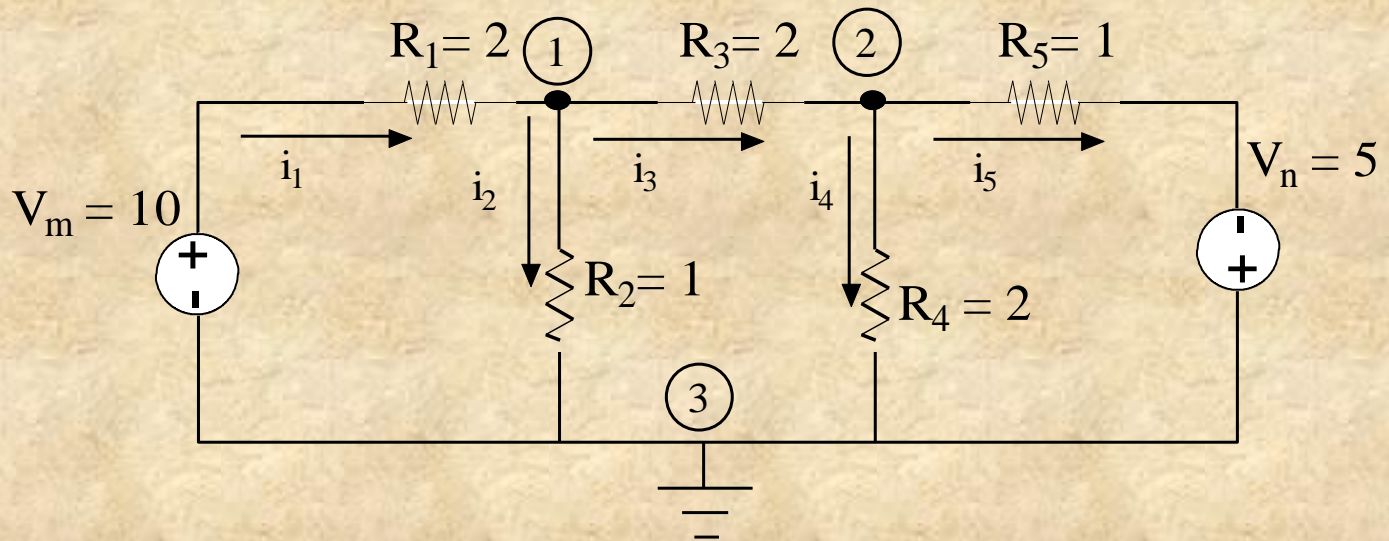 R₁= 2
1
R₃= 2
2
R₅= 1
i₁
i₂
i₃
i₄
i₅
Vₘ = 10
Vₙ = 5
+
-
-
+
R₂= 1
R₄ = 2
3